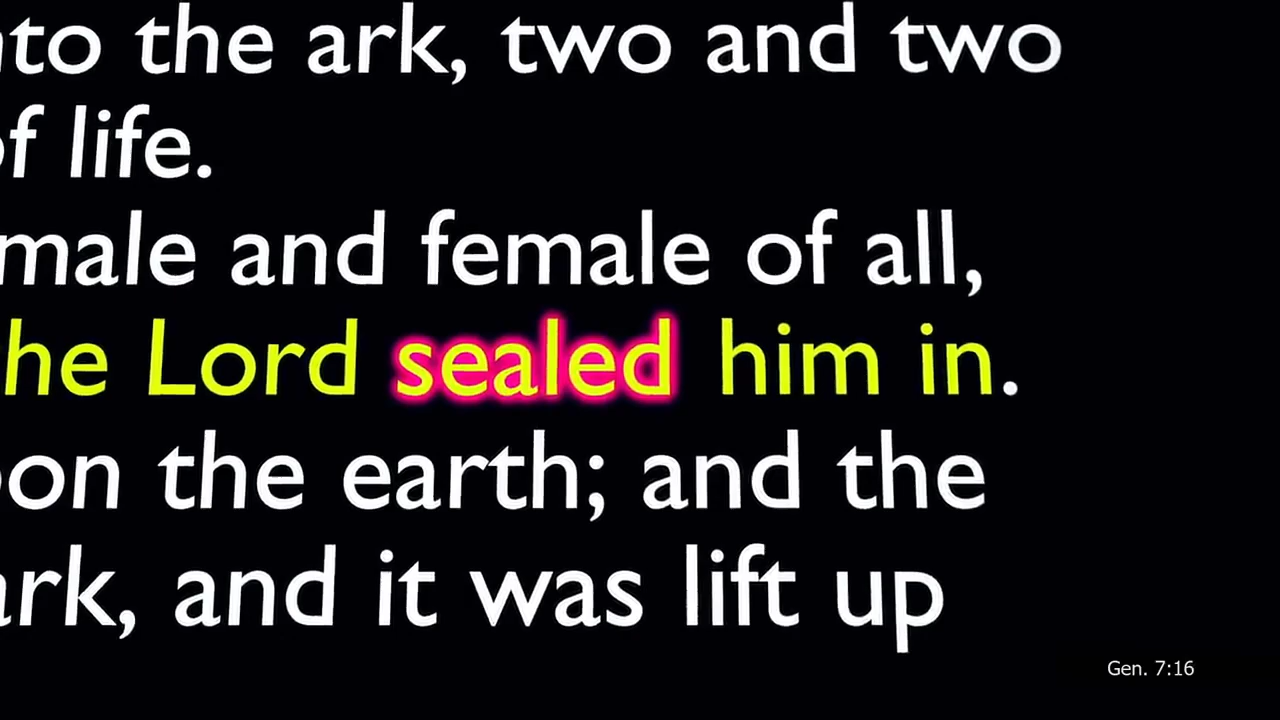 to the ark, two and two
of life.
male and female of all,
he Lord sealed him in.
on the earth; and the
ark, and it was lift up
Gen. 7:16